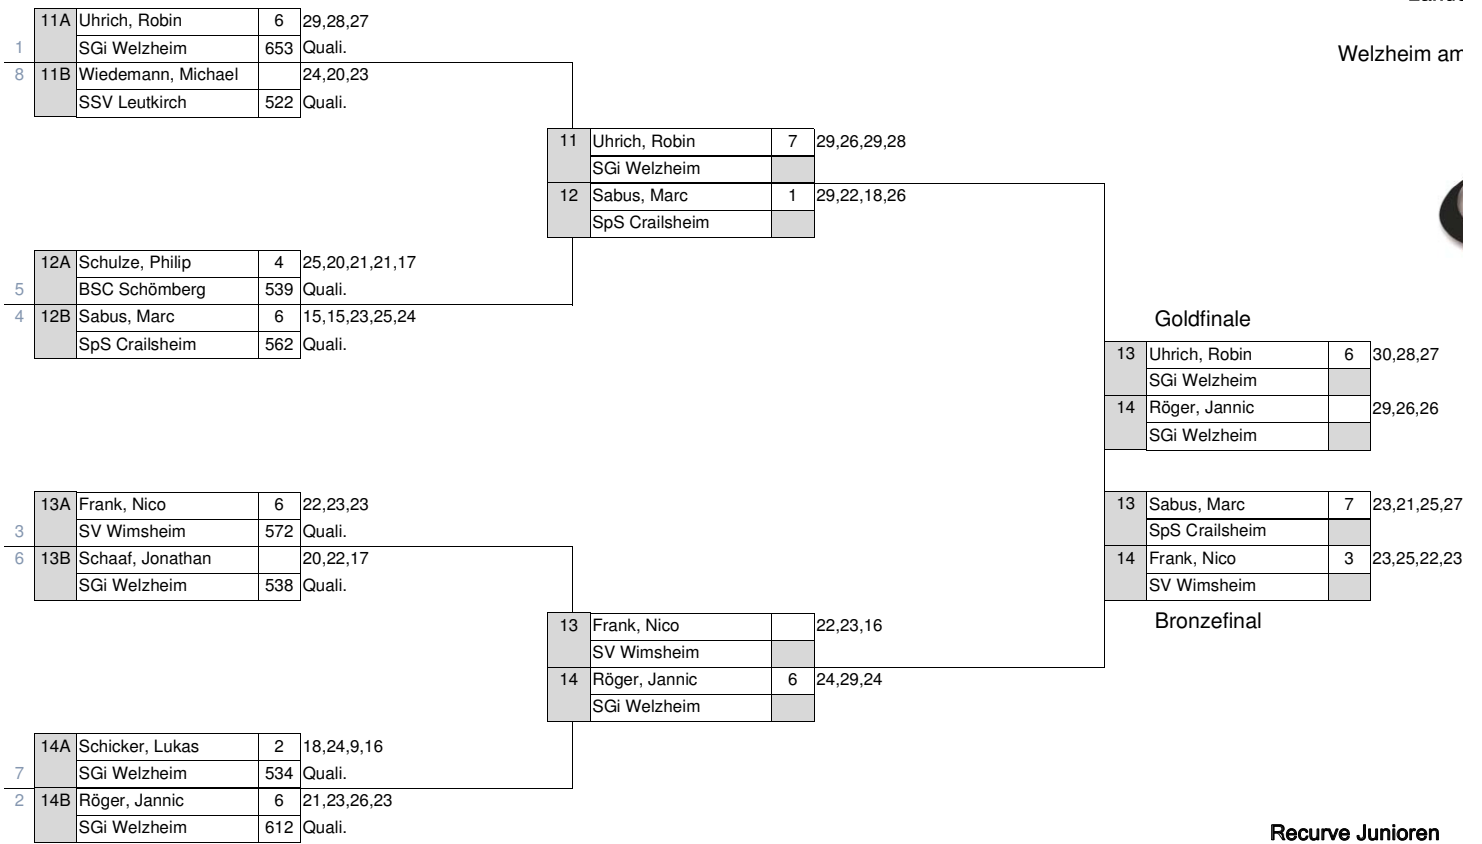 Welzheim am
11A Uhrich, Robin 6 29,28,27
1 SGi Welzheim 653 Quali.
8 11B Wiedemann, Michael 24,20,23
SSV Leutkirch 522 Quali.
11 Uhrich, Robin 7 29,26,29,28
SGi Welzheim
12 Sabus, Marc 1 29,22,18,26
SpS Crailsheim
12A Schulze, Philip 4 25,20,21,21,17
5 BSC Schömberg 539 Quali.
4 12B Sabus, Marc 6 15,15,23,25,24
SpS Crailsheim 562 Quali.
Goldfinale
13 Uhrich, Robin 6 30,28,27
SGi Welzheim
14 Röger, Jannic 29,26,26
SGi Welzheim
13A Frank, Nico 6 22,23,23
3 SV Wimsheim 572 Quali.
6 13B Schaaf, Jonathan 20,22,17
SGi Welzheim 538 Quali.
13 Sabus, Marc 7 23,21,25,27
SpS Crailsheim
14 Frank, Nico 3 23,25,22,23
SV Wimsheim
Bronzefinal
13 Frank, Nico 22,23,16
SV Wimsheim
14 Röger, Jannic 6 24,29,24
SGi Welzheim
14A Schicker, Lukas 2 18,24,9,16
7 SGi Welzheim 534 Quali.
2 14B Röger, Jannic 6 21,23,26,23
SGi Welzheim 612 Quali.
Recurve Junioren